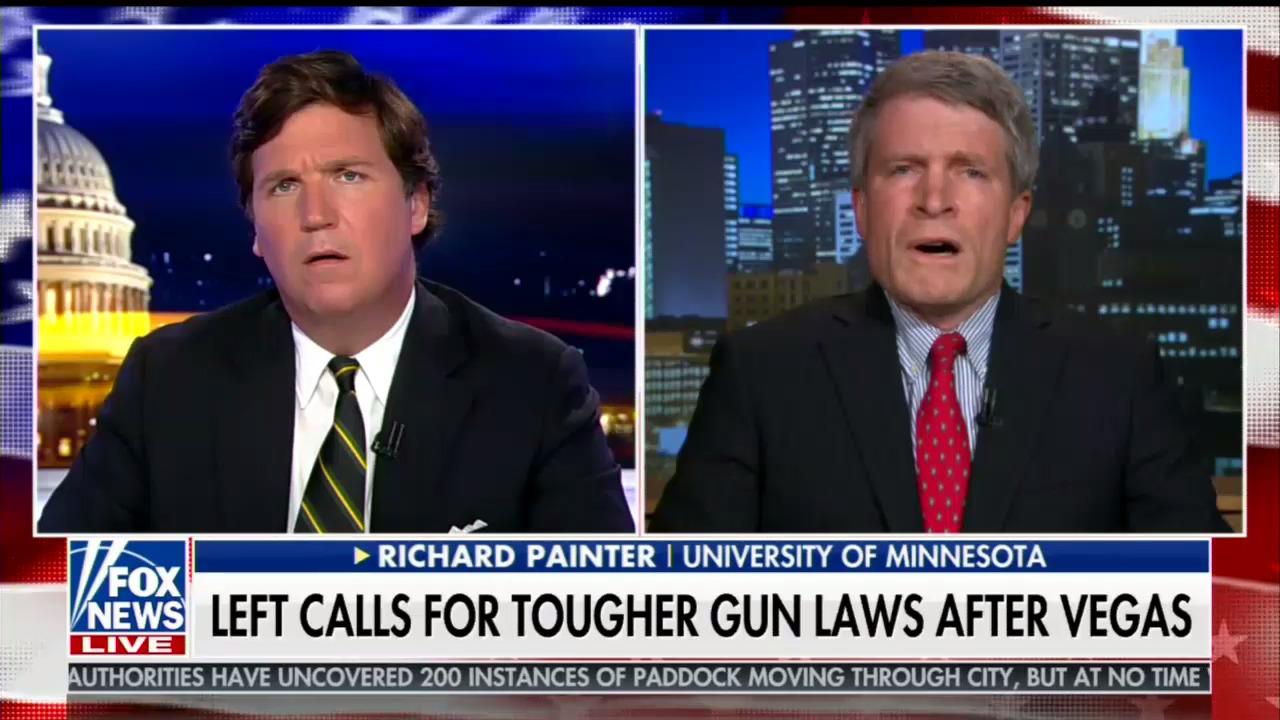 RICHARD PAINTER | UNIVERSITY OF MINNESOTA
FOX
NEWS
LIVE
LEFT CALLS FOR TOUGHER GUN LAWS AFTER VEGAS
AUTHORITIES HAVE UNCOVERED 200 INSTANCES OF PADDOCK MOVING THROUGH CITY, BUT AT NO TIME